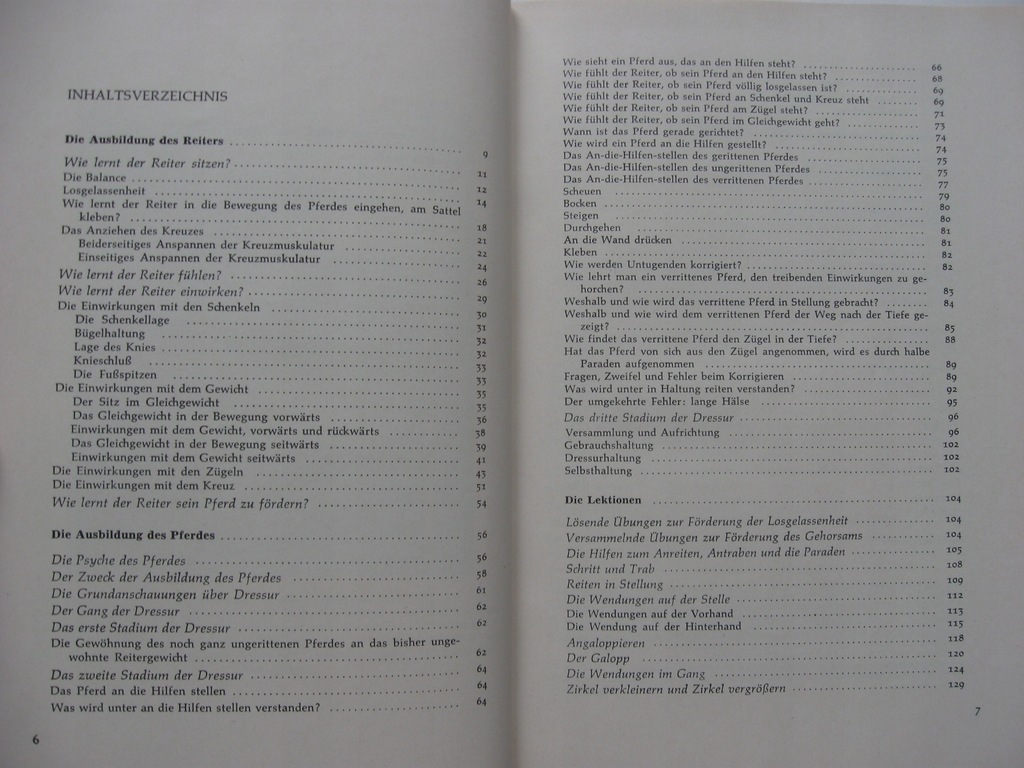 INHALTSVERZEICHNIS
Die Ausbildung des Reiters ........ 9
Wie lernt der Reiter sitzen? ........ 11
Die Balance ........ 12
Losgelassenheit ........ 14
Wie lernt der Reiter in die Bewegung des Pferdes eingehen, am Sattel
kleben? ........ 18
Das Anziehen des Kreuzes ........ 21
Beiderseitiges Anspannen der Kreuzmuskulatur ........ 22
Einseitiges Anspannen der Kreuzmuskulatur ........ 24
Wie lernt der Reiter fühlen? ........ 26
Wie lernt der Reiter einwirken? ........ 29
Die Einwirkungen mit den Schenkeln ........ 30
Die Schenkellage ........ 31
Bügelhaltung ........ 32
Lage des Knies ........ 32
Knieschluß ........ 33
Die Fußspitzen ........ 33
Die Einwirkungen mit dem Gewicht ........ 35
Der Sitz im Gleichgewicht ........ 35
Das Gleichgewicht in der Bewegung vorwärts ........ 36
Einwirkungen mit dem Gewicht, vorwärts und rückwärts ........ 38
Das Gleichgewicht in der Bewegung seitwärts ........ 39
Einwirkungen mit dem Gewicht seitwärts ........ 41
Die Einwirkungen mit den Zügeln ........ 43
Die Einwirkungen mit dem Kreuz ........ 51
Wie lernt der Reiter sein Pferd zu fördern? ........ 54
Die Ausbildung des Pferdes ........ 56
Die Psyche des Pferdes ........ 56
Der Zweck der Ausbildung des Pferdes ........ 58
Die Grundanschauungen über Dressur ........ 61
Der Gang der Dressur ........ 62
Das erste Stadium der Dressur ........ 62
Die Gewöhnung des noch ganz ungerittenen Pferdes an das bisher unge-
wohnte Reitergewicht ........ 62
Das zweite Stadium der Dressur ........ 64
Das Pferd an die Hilfen stellen ........ 64
Was wird unter an die Hilfen stellen verstanden? ........ 64
6
Wie sieht ein Pferd aus, das an den Hilfen steht? ........ 66
Wie fühlt der Reiter, ob sein Pferd an den Hilfen steht? ........ 68
Wie fühlt der Reiter, ob sein Pferd völlig losgelassen ist? ........ 69
Wie fühlt der Reiter, ob sein Pferd an Schenkel und Kreuz steht ........ 69
Wie fühlt der Reiter, ob sein Pferd am Zügel steht? ........ 71
Wie fühlt der Reiter, ob sein Pferd im Gleichgewicht geht? ........ 73
Wann ist das Pferd gerade gerichtet? ........ 74
Wie wird ein Pferd an die Hilfen gestellt? ........ 74
Das An-die-Hilfen-stellen des gerittenen Pferdes ........ 75
Das An-die-Hilfen-stellen des ungerittenen Pferdes ........ 75
Das An-die-Hilfen-stellen des verrittenen Pferdes ........ 77
Scheuen ........ 79
Bocken ........ 80
Steigen ........ 80
Durchgehen ........ 81
An die Wand drücken ........ 81
Kleben ........ 82
Wie werden Untugenden korrigiert? ........ 82
Wie lehrt man ein verrittenes Pferd, den treibenden Einwirkungen zu ge-
horchen? ........ 83
Weshalb und wie wird das verrittene Pferd in Stellung gebracht? ........ 84
Weshalb und wie wird dem verrittenen Pferd der Weg nach der Tiefe ge-
zeigt? ........ 85
Wie findet das verrittene Pferd den Zügel in der Tiefe? ........ 88
Hat das Pferd von sich aus den Zügel angenommen, wird es durch halbe
Paraden aufgenommen ........ 89
Fragen, Zweifel und Fehler beim Korrigieren ........ 89
Was wird unter in Haltung reiten verstanden? ........ 92
Der umgekehrte Fehler: lange Hälse ........ 95
Das dritte Stadium der Dressur ........ 96
Versammlung und Aufrichtung ........ 96
Gebrauchshaltung ........ 102
Dressurhaltung ........ 102
Selbsthaltung ........ 102
Die Lektionen ........ 104
Lösende Übungen zur Förderung der Losgelassenheit ........ 104
Versammelnde Übungen zur Förderung des Gehorsams ........ 104
Die Hilfen zum Anreiten, Antraben und die Paraden ........ 105
Schritt und Trab ........ 108
Reiten in Stellung ........ 109
Die Wendungen auf der Stelle ........ 112
Die Wendungen auf der Vorhand ........ 113
Die Wendung auf der Hinterhand ........ 115
Angaloppieren ........ 118
Der Galopp ........ 120
Die Wendungen im Gang ........ 124
Zirkel verkleinern und Zirkel vergrößern ........ 129
7